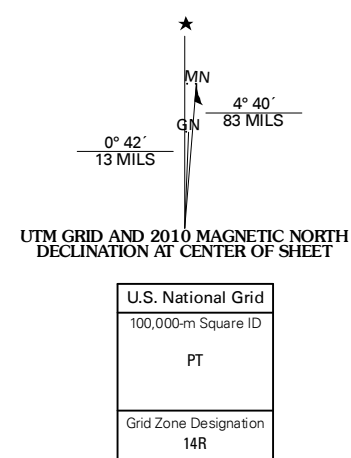 ★
MN
GN
4° 40´
83 MILS
0° 42´
13 MILS
UTM GRID AND 2010 MAGNETIC NORTH
DECLINATION AT CENTER OF SHEET
U.S. National Grid
100,000-m Square ID
PT
Grid Zone Designation
14R